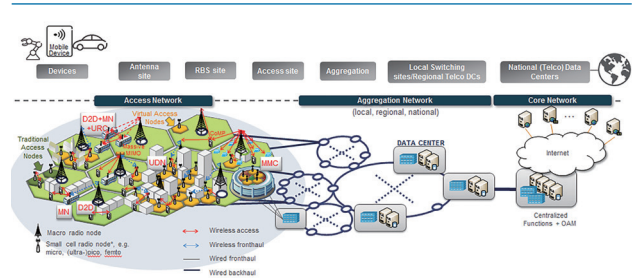 Mobile
Device
Devices
Antenna
site
RBS site
Access site
Aggregation
Local Switching
sites/Regional Telco DCs
National (Telco) Data
Centers
Access Network
Aggregation Network
Core Network
(local, regional, national)
D2D+MN
+URC
Virtual Access
Nodes
Traditional
Access
Nodes
CoMP
Massive
MIMO
UDN
MMC
MN
D2D
DATA CENTER
Internet
Centralized
Functions + OAM
Macro radio node
Small cell radio node*, e.g.
micro, (ultra-)pico, femto
Wireless access
Wireless fronthaul
Wired fronthaul
Wired backhaul